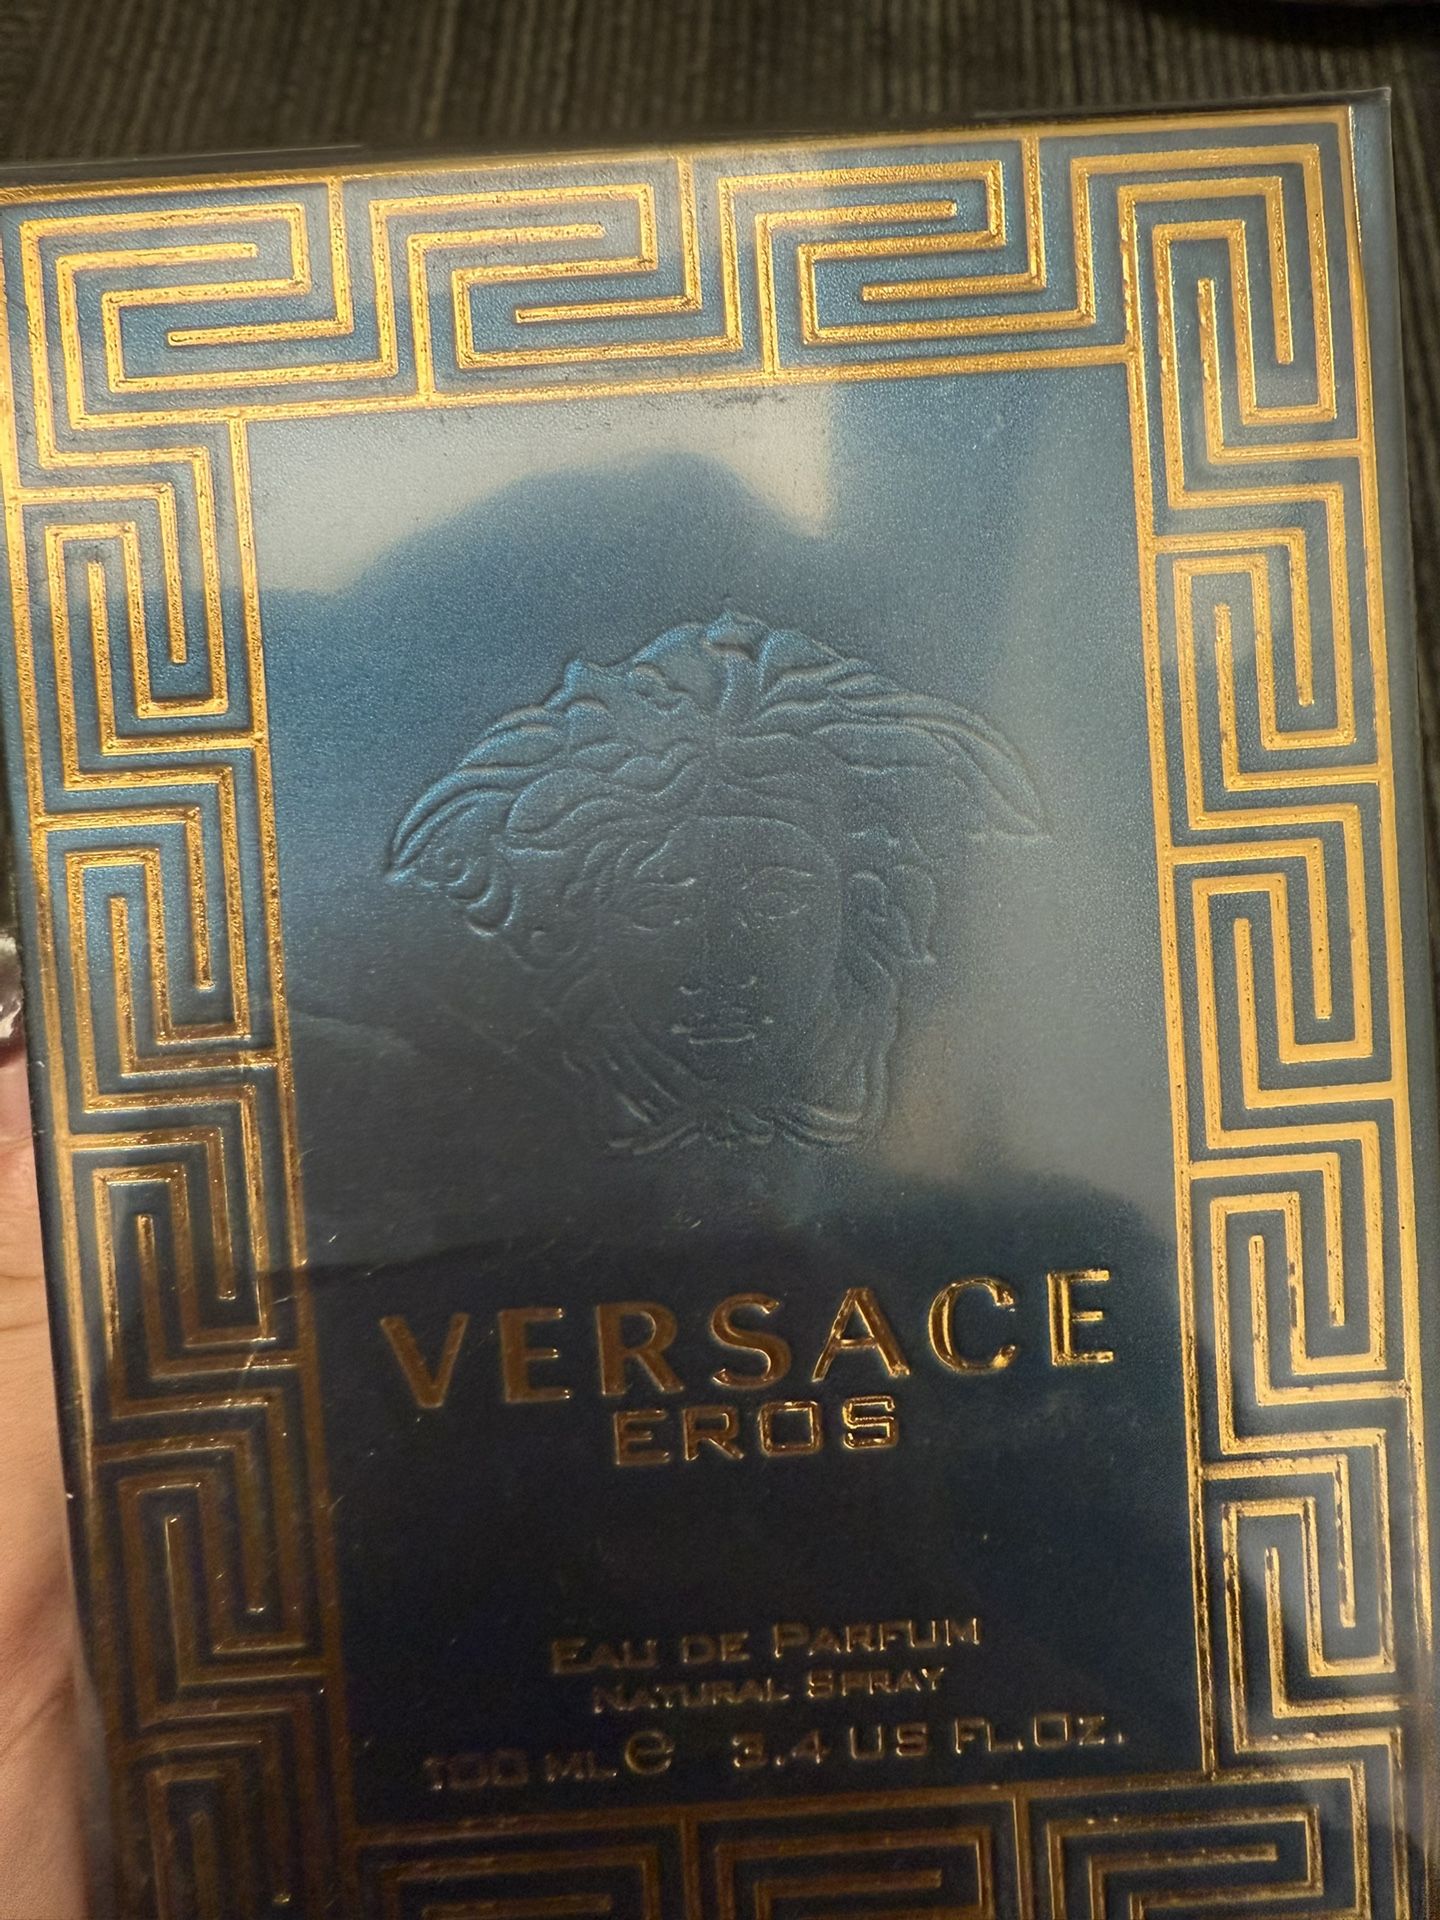 VERSACE
EROS
EAU DE PARFUM
NATURAL SPRAY
100 ML ℮ 3.4 US FL.OZ.